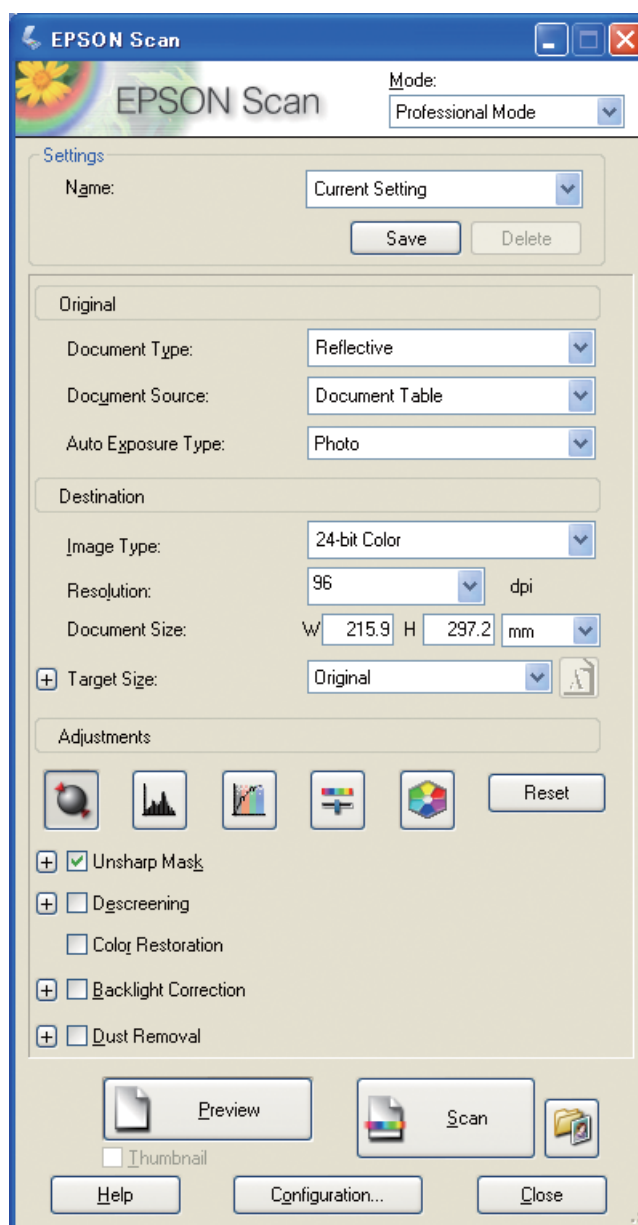 EPSON Scan
EPSON Scan
Mode:
Professional Mode
Settings
Name:
Current Setting
Save
Delete
Original
Document Type:
Reflective
Document Source:
Document Table
Auto Exposure Type:
Photo
Destination
Image Type:
24-bit Color
Resolution:
96
dpi
Document Size:
W 215.9 H 297.2 mm
Target Size:
Original
Adjustments
Reset
Unsharp Mask
Descreening
Color Restoration
Backlight Correction
Dust Removal
Preview
Scan
Thumbnail
Help
Configuration...
Close